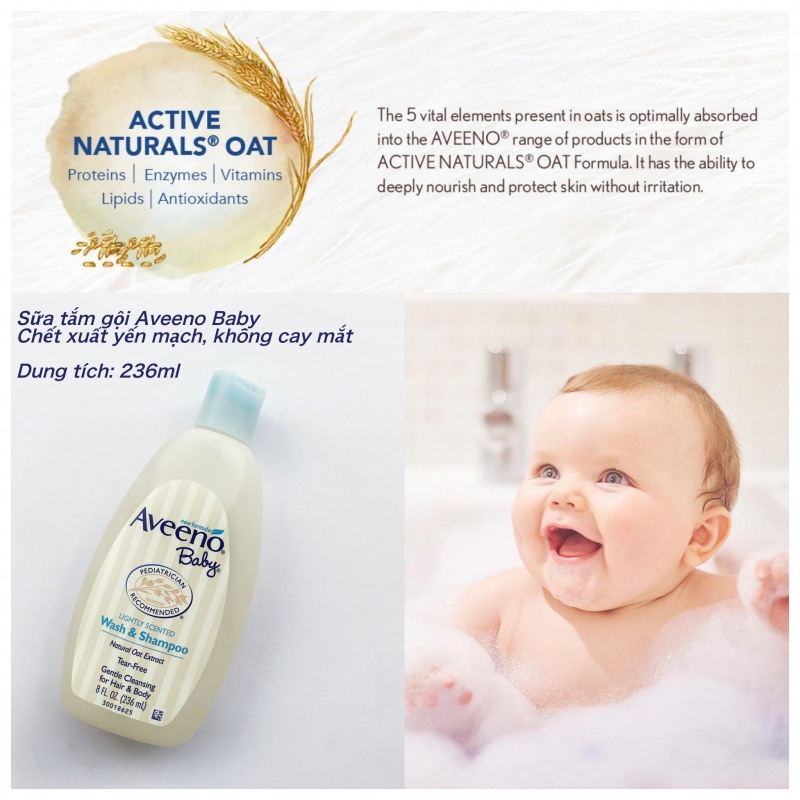 ACTIVE
NATURALS® OAT
Proteins | Enzymes | Vitamins
Lipids | Antioxidants
The 5 vital elements present in oats is optimally absorbed
into the AVEENO® range of products in the form of
ACTIVE NATURALS® OAT Formula. It has the ability to
deeply nourish and protect skin without irritation.
Sữa tắm gội Aveeno Baby
Chết xuất yến mạch, không cay mắt
Dung tích: 236ml
new formula
Aveeno®
Baby®
PEDIATRICIAN
RECOMMENDED®
LIGHTLY SCENTED
Wash & Shampoo
Natural Oat Extract
Tear-Free
Gentle Cleansing
for Hair & Body
8 FL. OZ. (236 mL)
30018625